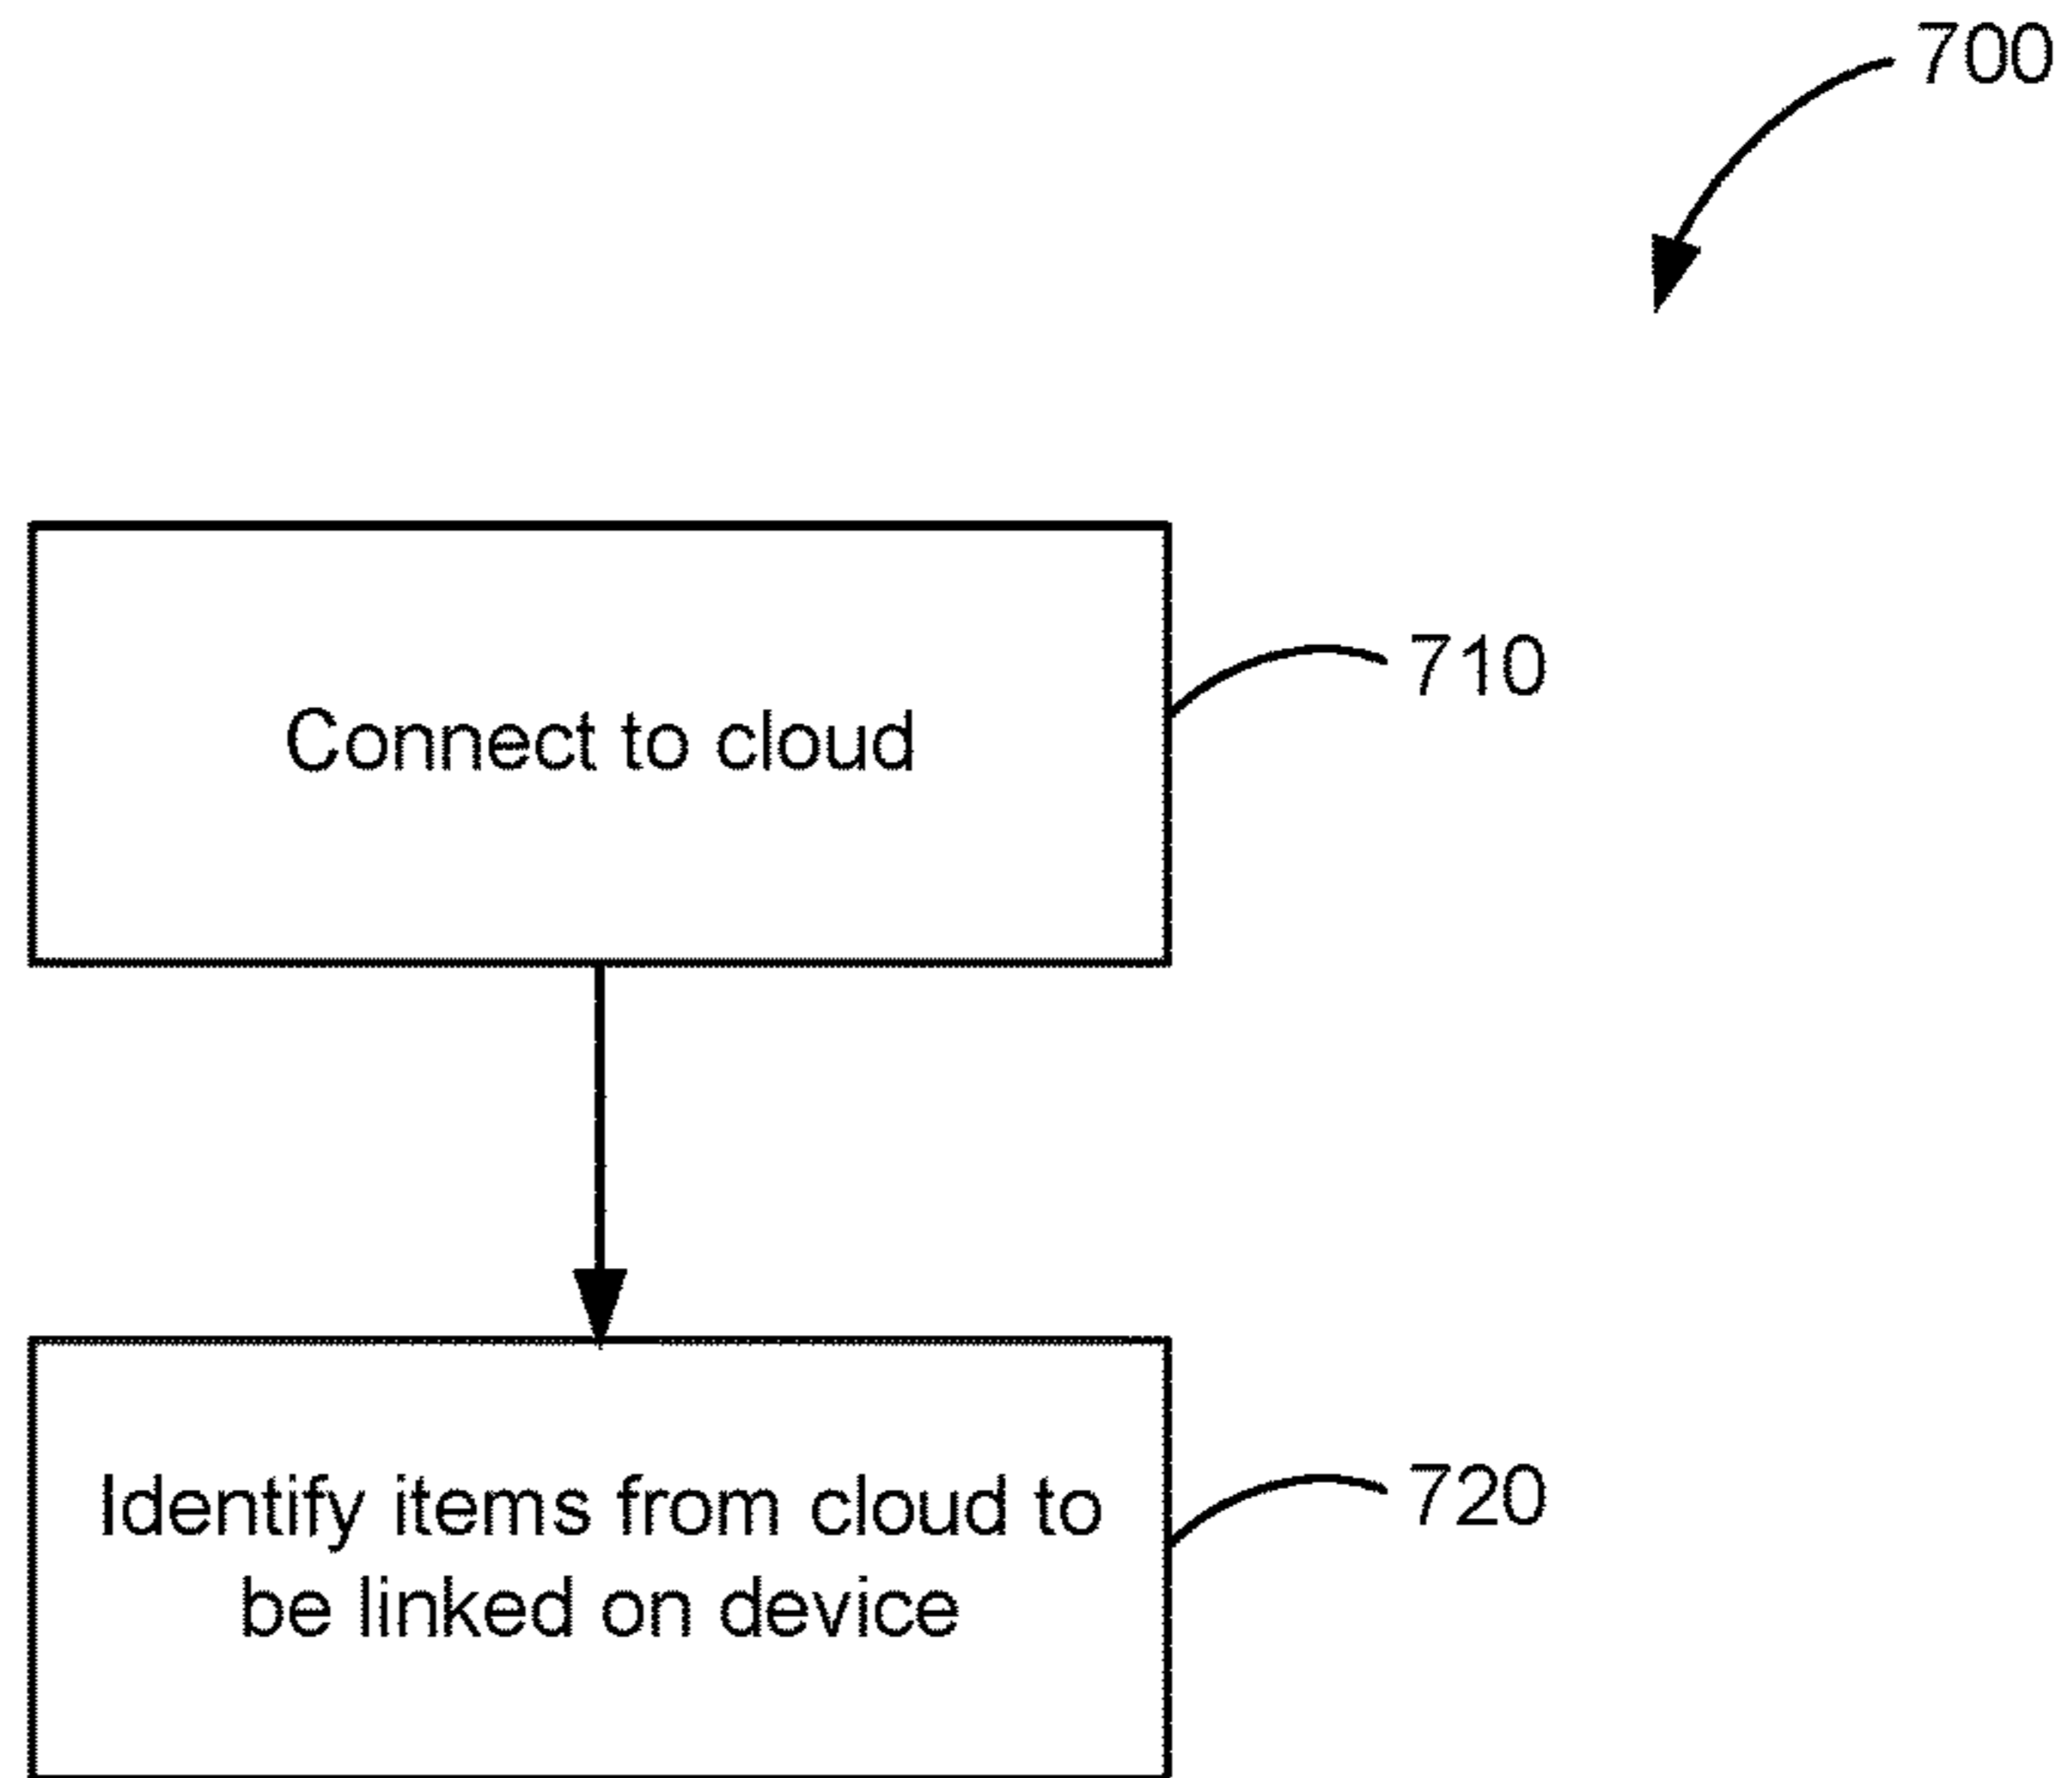 700
Connect to cloud
710
Identify items from cloud to
be linked on device
720